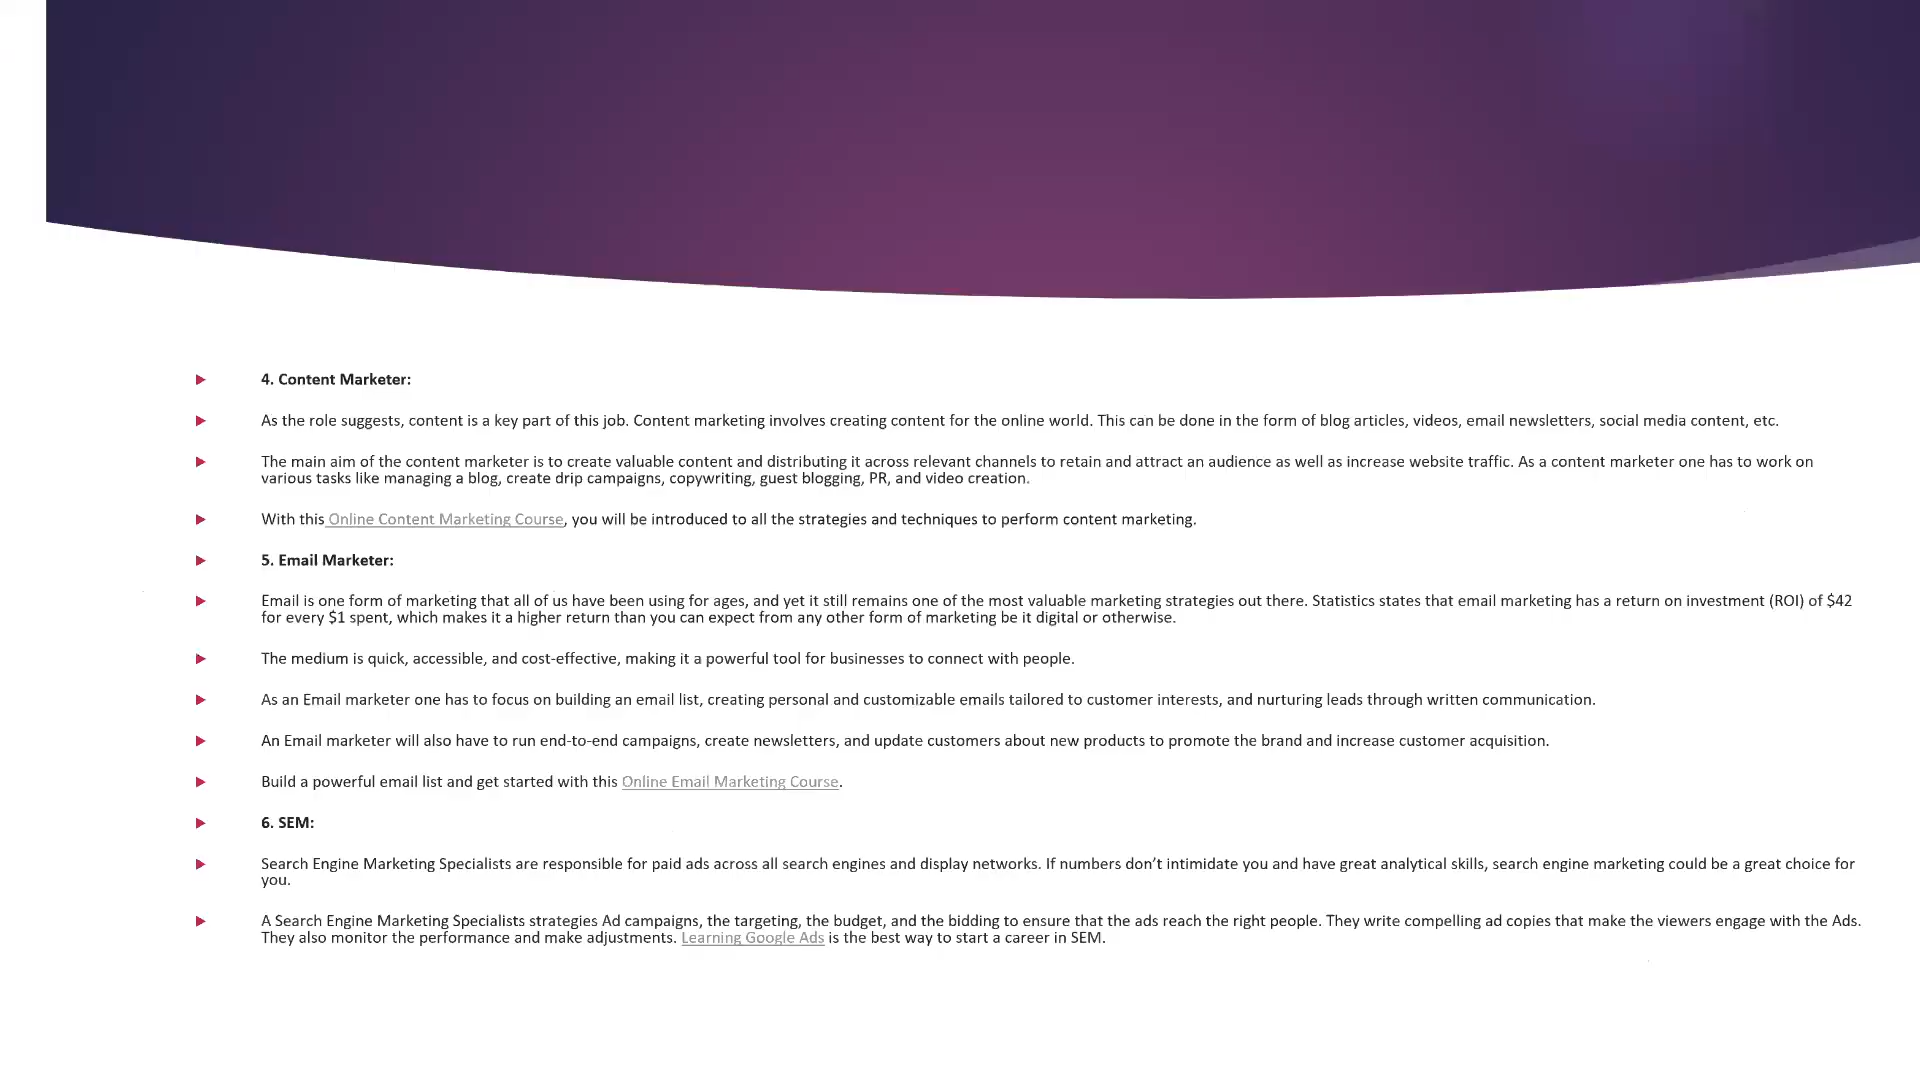 4. Content Marketer:
As the role suggests, content is a key part of this job. Content marketing involves creating content for the online world. This can be done in the form of blog articles, videos, email newsletters, social media content, etc.
The main aim of the content marketer is to create valuable content and distributing it across relevant channels to retain and attract an audience as well as increase website traffic. As a content marketer one has to work on
various tasks like managing a blog, create drip campaigns, copywriting, guest blogging, PR, and video creation.
With this Online Content Marketing Course, you will be introduced to all the strategies and techniques to perform content marketing.
5. Email Marketer:
Email is one form of marketing that all of us have been using for ages, and yet it still remains one of the most valuable marketing strategies out there. Statistics states that email marketing has a return on investment (ROI) of $42
for every $1 spent, which makes it a higher return than you can expect from any other form of marketing be it digital or otherwise.
The medium is quick, accessible, and cost-effective, making it a powerful tool for businesses to connect with people.
As an Email marketer one has to focus on building an email list, creating personal and customizable emails tailored to customer interests, and nurturing leads through written communication.
An Email marketer will also have to run end-to-end campaigns, create newsletters, and update customers about new products to promote the brand and increase customer acquisition.
Build a powerful email list and get started with this Online Email Marketing Course.
6. SEM:
Search Engine Marketing Specialists are responsible for paid ads across all search engines and display networks. If numbers don’t intimidate you and have great analytical skills, search engine marketing could be a great choice for
you.
A Search Engine Marketing Specialists strategies Ad campaigns, the targeting, the budget, and the bidding to ensure that the ads reach the right people. They write compelling ad copies that make the viewers engage with the Ads.
They also monitor the performance and make adjustments. Learning Google Ads is the best way to start a career in SEM.